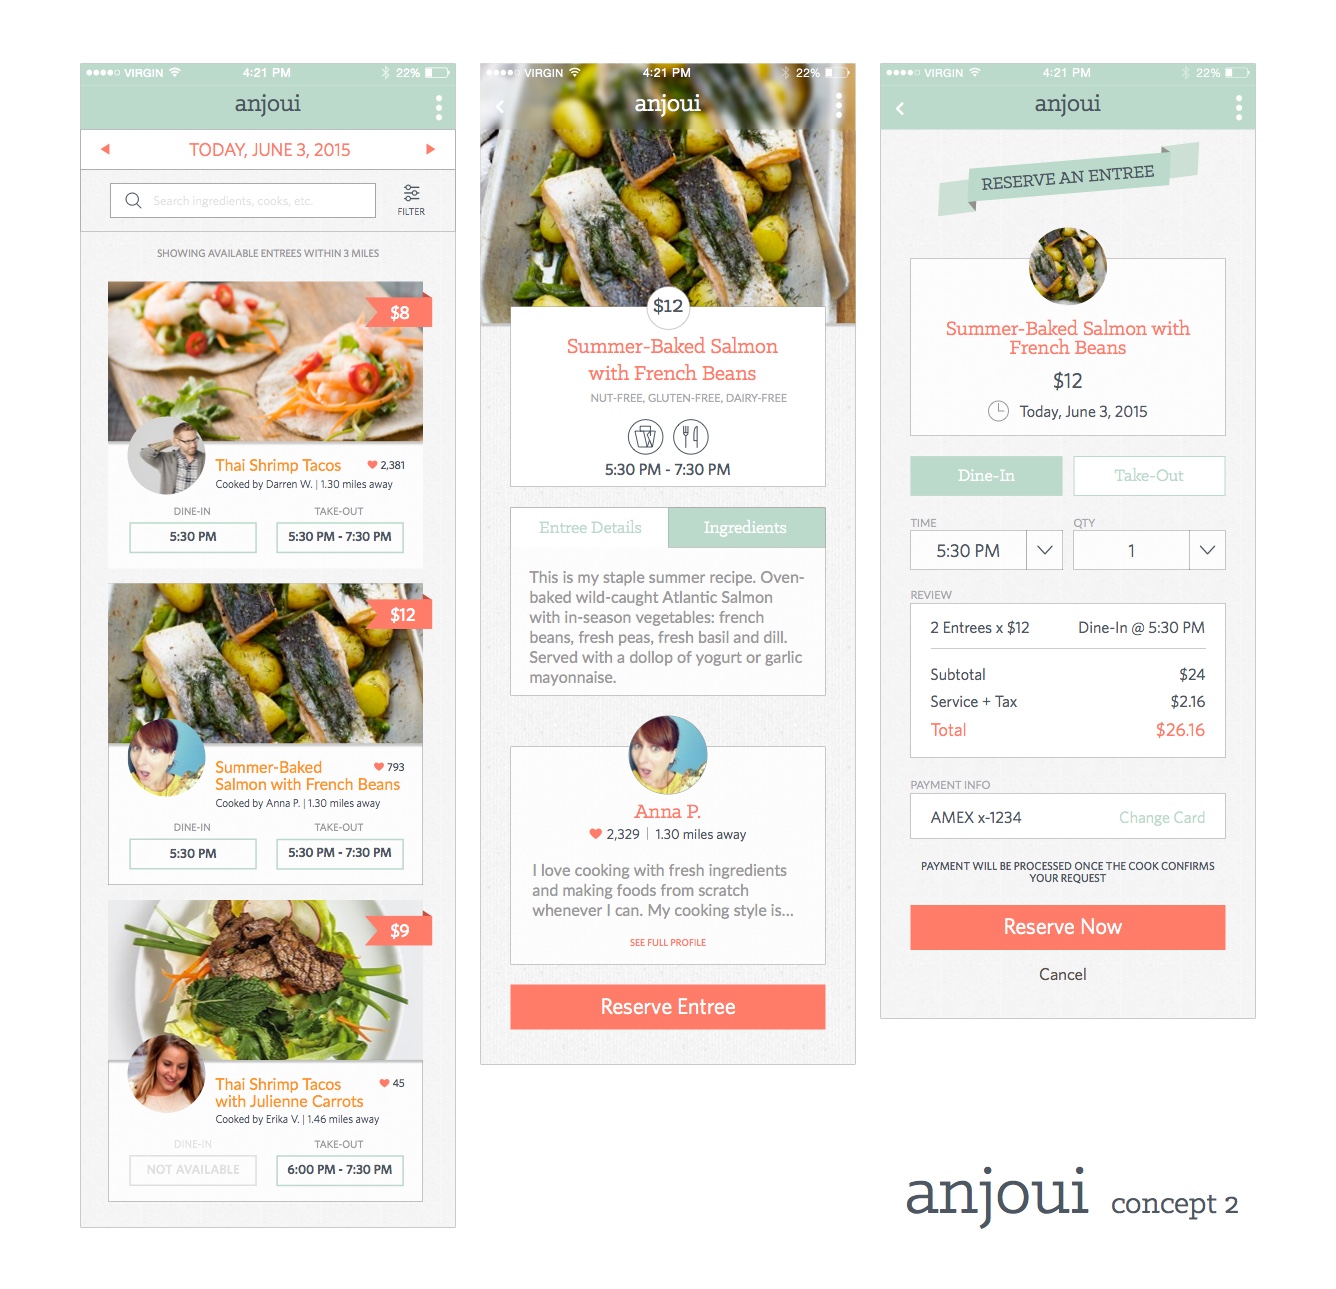 VIRGIN 4:21 PM 22%
anjoui
TODAY, JUNE 3, 2015
Search ingredients, cooks, etc.
FILTER
SHOWING AVAILABLE ENTREES WITHIN 3 MILES
$8
Thai Shrimp Tacos 2,381
Cooked by Darren W. | 1.30 miles away
DINE-IN TAKE-OUT
5:30 PM 5:30 PM - 7:30 PM
$12
Summer-Baked 793
Salmon with French Beans
Cooked by Anna P. | 1.30 miles away
DINE-IN TAKE-OUT
5:30 PM 5:30 PM - 7:30 PM
$9
Thai Shrimp Tacos 45
with Julienne Carrots
Cooked by Erika V. | 1.46 miles away
DINE-IN TAKE-OUT
NOT AVAILABLE 6:00 PM - 7:30 PM
VIRGIN 4:21 PM 22%
anjoui
$12
Summer-Baked Salmon
with French Beans
NUT-FREE, GLUTEN-FREE, DAIRY-FREE
5:30 PM - 7:30 PM
Entree Details Ingredients
This is my staple summer recipe. Oven-
baked wild-caught Atlantic Salmon
with in-season vegetables: french
beans, fresh peas, fresh basil and dill.
Served with a dollop of yogurt or garlic
mayonnaise.
Anna P.
2,329 | 1.30 miles away
I love cooking with fresh ingredients
and making foods from scratch
whenever I can. My cooking style is...
SEE FULL PROFILE
Reserve Entree
VIRGIN 4:21 PM 22%
anjoui
RESERVE AN ENTREE
Summer-Baked Salmon with
French Beans
$12
Today, June 3, 2015
Dine-In Take-Out
TIME QTY
5:30 PM 1
REVIEW
2 Entrees x $12 Dine-In @ 5:30 PM
Subtotal $24
Service + Tax $2.16
Total $26.16
PAYMENT INFO
AMEX x-1234 Change Card
PAYMENT WILL BE PROCESSED ONCE THE COOK CONFIRMS
YOUR REQUEST
Reserve Now
Cancel
anjoui concept 2